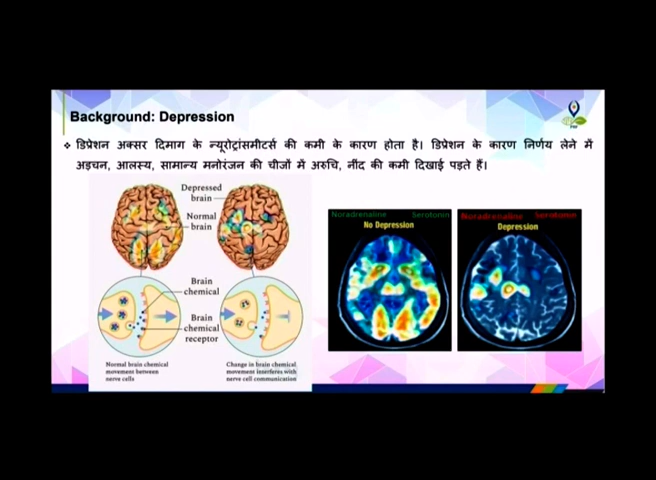 Background: Depression
❖ डिप्रेशन अक्सर दिमाग के न्यूरोट्रांसमीटर्स की कमी के कारण होता है। डिप्रेशन के कारण निर्णय लेने में
अड़चन, आलस्य, सामान्य मनोरंजन की चीजों में अरुचि, नींद की कमी दिखाई पड़ते हैं।
Depressed
brain
Normal
brain
Brain
chemical
Brain
chemical
receptor
Normal brain chemical
movement between
nerve cells
Change in brain chemical
movement interferes with
nerve cell communication
Noradrenaline Serotonin
No Depression
Noradrenaline Serotonin
Depression